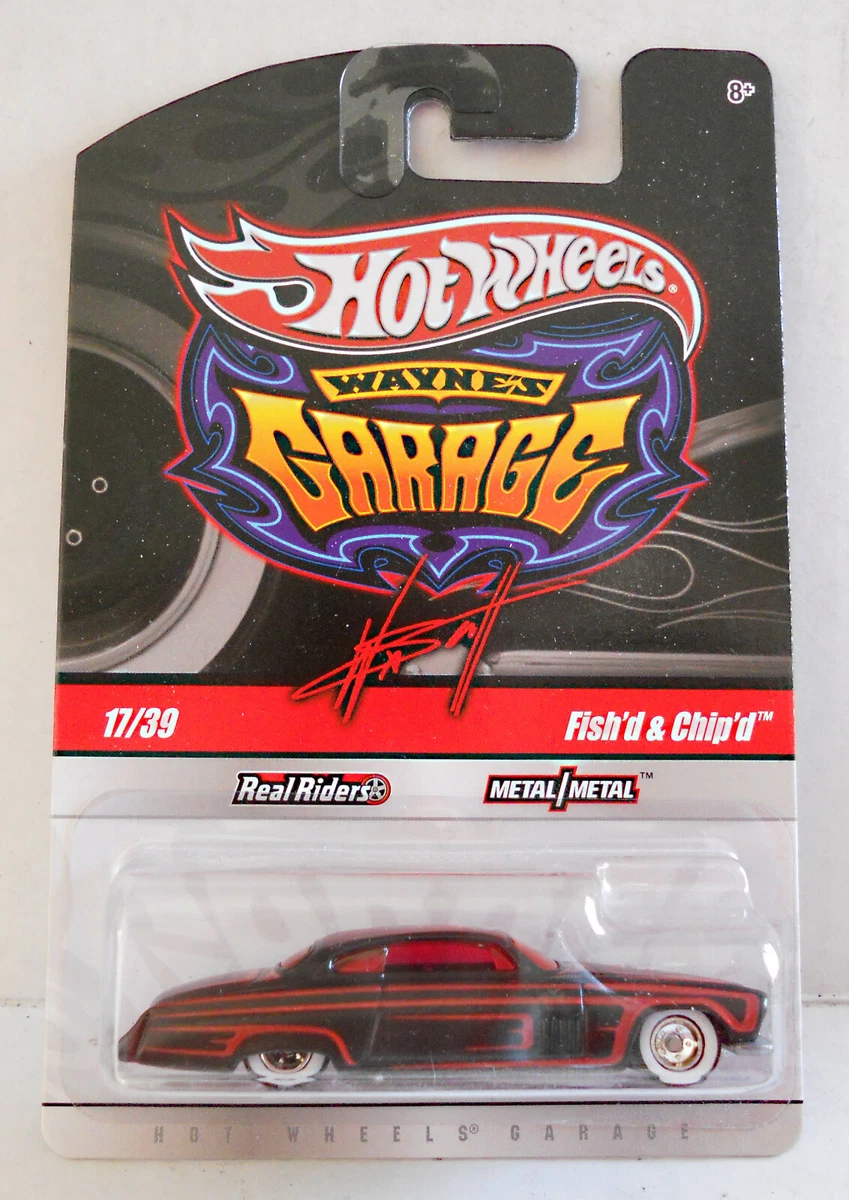 8+
Hot Wheels®
WAYNE'S
GARAGE
17/39
Fish'd & Chip'd™
Real Riders
METAL/METAL™
HOT WHEELS® GARAGE